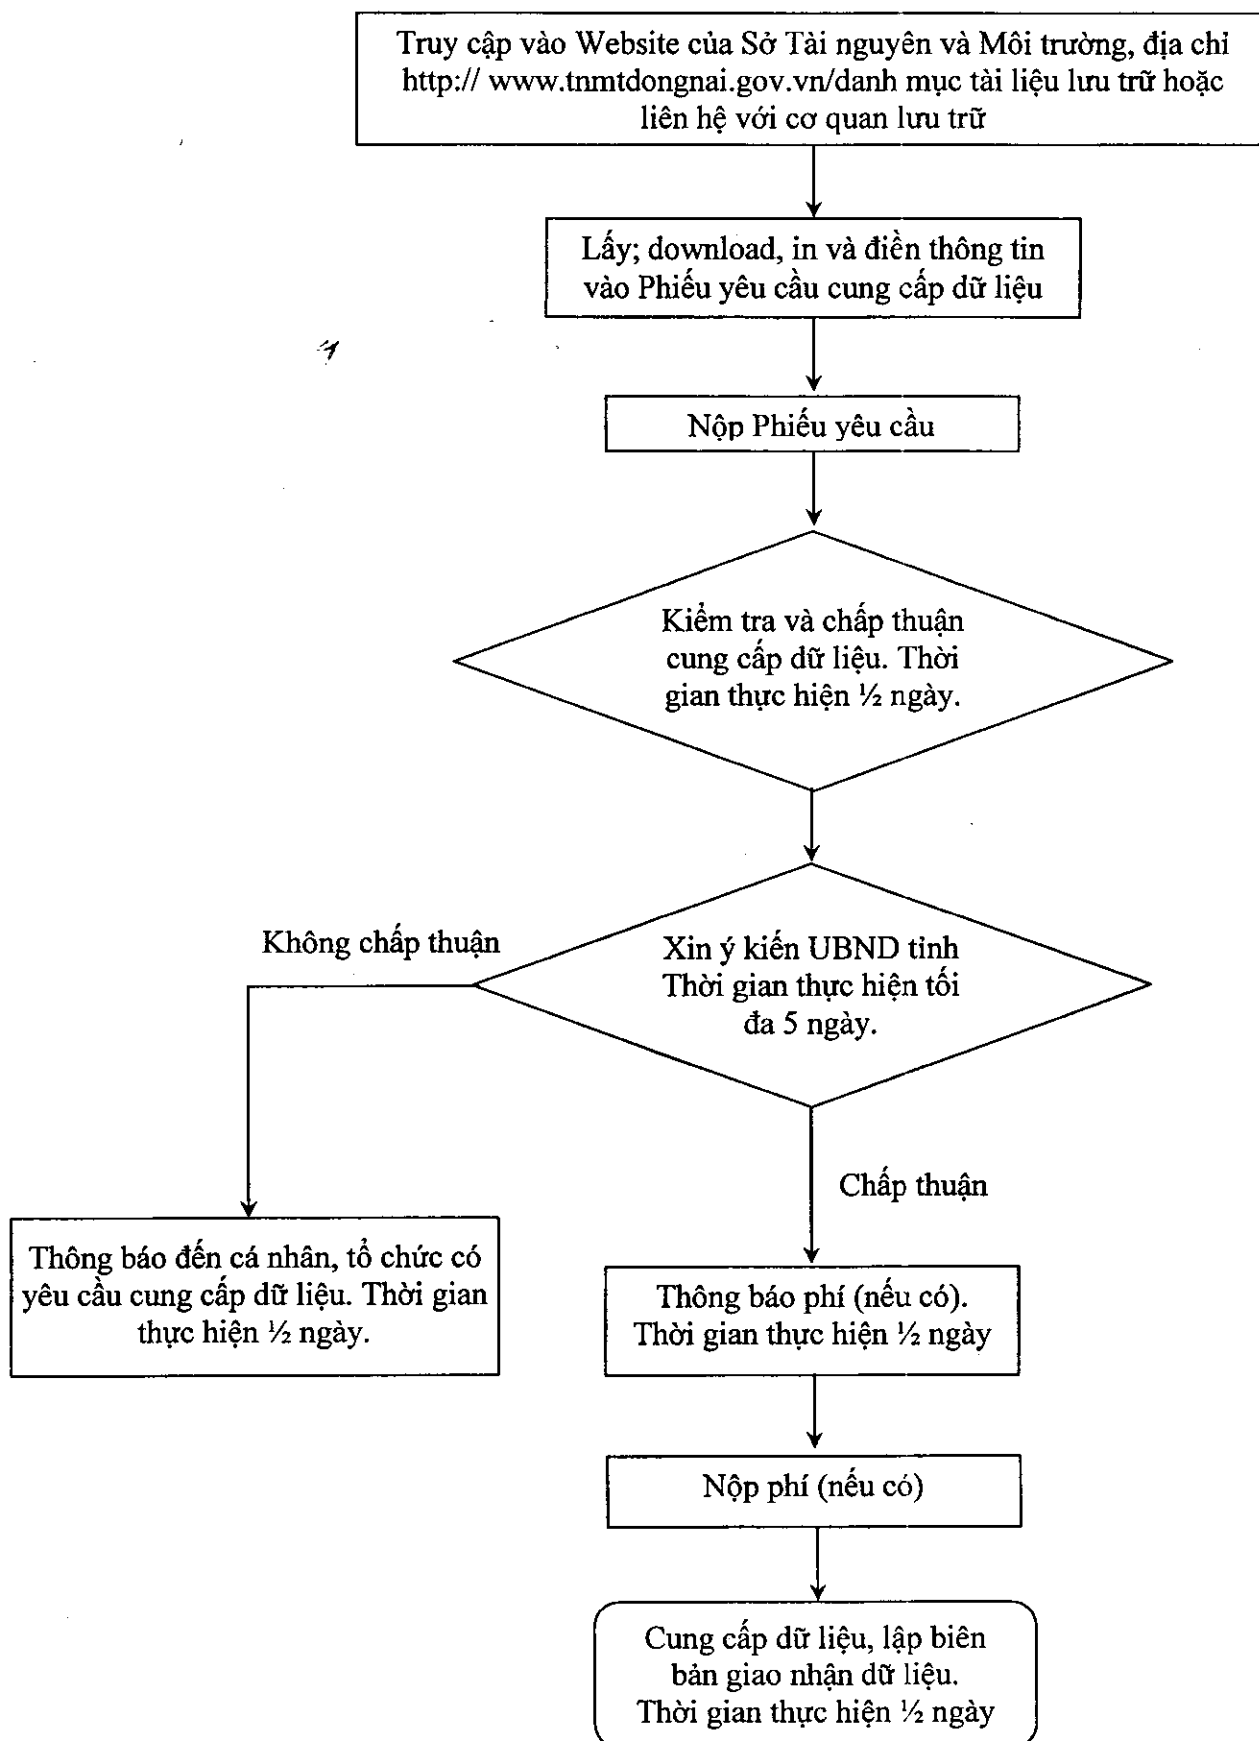 Truy cập vào Website của Sở Tài nguyên và Môi trường, địa chỉ
http:// www.tnmtdongnai.gov.vn/danh mục tài liệu lưu trữ hoặc
liên hệ với cơ quan lưu trữ
Lấy; download, in và điền thông tin
vào Phiếu yêu cầu cung cấp dữ liệu
Nộp Phiếu yêu cầu
Kiểm tra và chấp thuận
cung cấp dữ liệu. Thời
gian thực hiện ½ ngày.
Không chấp thuận
Xin ý kiến UBND tỉnh
Thời gian thực hiện tối
đa 5 ngày.
Chấp thuận
Thông báo đến cá nhân, tổ chức có
yêu cầu cung cấp dữ liệu. Thời gian
thực hiện ½ ngày.
Thông báo phí (nếu có).
Thời gian thực hiện ½ ngày
Nộp phí (nếu có)
Cung cấp dữ liệu, lập biên
bản giao nhận dữ liệu.
Thời gian thực hiện ½ ngày